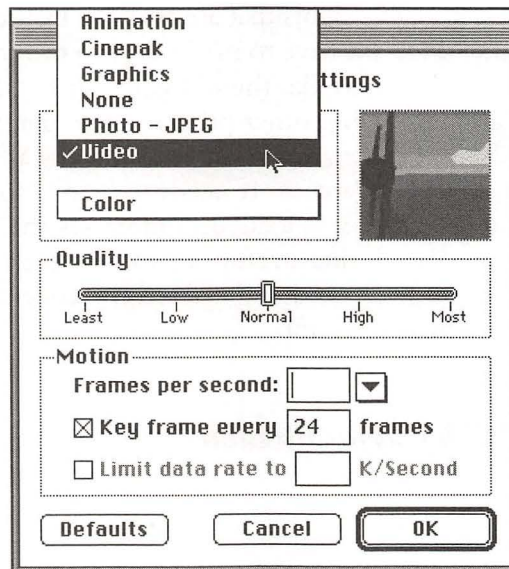 Animation
Cinepak
Graphics
None
Photo - JPEG
✓Video
ttings
Color
Quality
Least Low Normal High Most
Motion
Frames per second:
Key frame every 24 frames
Limit data rate to K/Second
Defaults Cancel OK